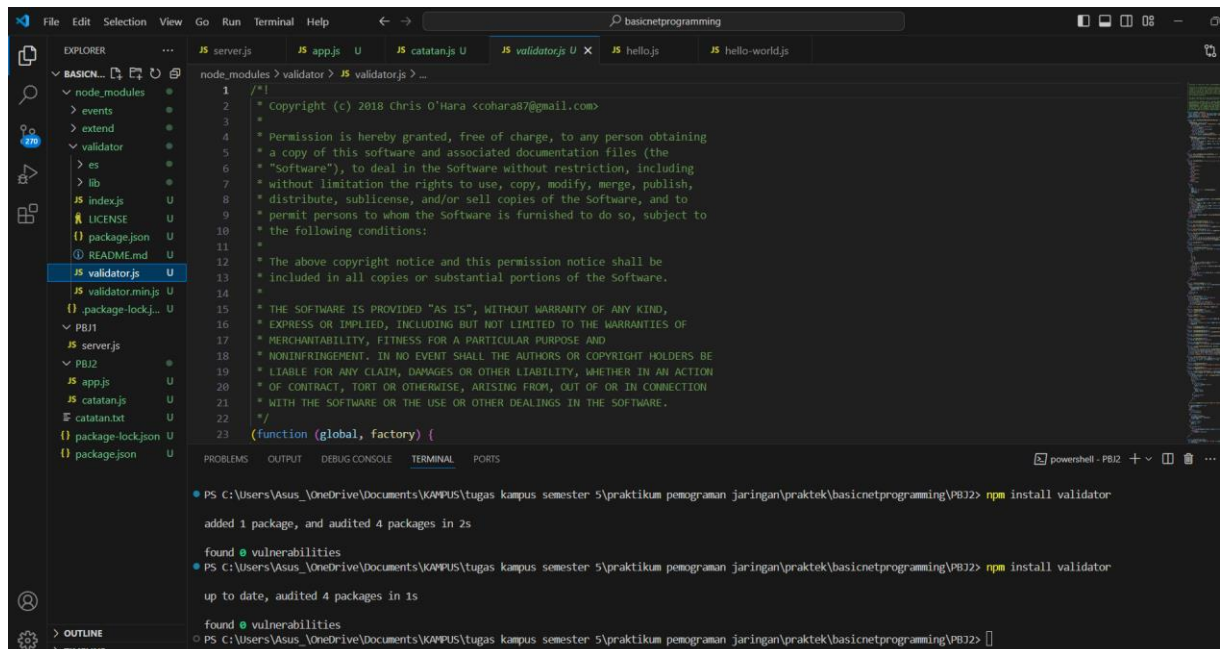 File Edit Selection View Go Run Terminal Help
basicnetprogramming
EXPLORER
BASICN...
node_modules
events
extend
validator
es
lib
JS index.js U
LICENSE U
{} package.json U
README.md U
JS validator.js U
JS validator.min.js U
{} .package-lock.j... U
PBJ1
JS server.js
PBJ2
JS app.js U
JS catatan.js U
catatan.txt U
{} package-lock.json U
{} package.json U
OUTLINE
270
JS server.js JS app.js U JS catatan.js U JS validator.js U JS hello.js JS hello-world.js
node_modules > validator > JS validator.js > ...
1 /*!
2 * Copyright (c) 2018 Chris O'Hara <cohara87@gmail.com>
3 *
4 * Permission is hereby granted, free of charge, to any person obtaining
5 * a copy of this software and associated documentation files (the
6 * "Software"), to deal in the Software without restriction, including
7 * without limitation the rights to use, copy, modify, merge, publish,
8 * distribute, sublicense, and/or sell copies of the Software, and to
9 * permit persons to whom the Software is furnished to do so, subject to
10 * the following conditions:
11 *
12 * The above copyright notice and this permission notice shall be
13 * included in all copies or substantial portions of the Software.
14 *
15 * THE SOFTWARE IS PROVIDED "AS IS", WITHOUT WARRANTY OF ANY KIND,
16 * EXPRESS OR IMPLIED, INCLUDING BUT NOT LIMITED TO THE WARRANTIES OF
17 * MERCHANTABILITY, FITNESS FOR A PARTICULAR PURPOSE AND
18 * NONINFRINGEMENT. IN NO EVENT SHALL THE AUTHORS OR COPYRIGHT HOLDERS BE
19 * LIABLE FOR ANY CLAIM, DAMAGES OR OTHER LIABILITY, WHETHER IN AN ACTION
20 * OF CONTRACT, TORT OR OTHERWISE, ARISING FROM, OUT OF OR IN CONNECTION
21 * WITH THE SOFTWARE OR THE USE OR OTHER DEALINGS IN THE SOFTWARE.
22 */
23 (function (global, factory) {
PROBLEMS OUTPUT DEBUG CONSOLE TERMINAL PORTS
powershell - PBJ2
PS C:\Users\Asus_\OneDrive\Documents\KAMPUS\tugas kampus semester 5\praktikum pemograman jaringan\praktek\basicnetprogramming\PBJ2> npm install validator
added 1 package, and audited 4 packages in 2s
found 0 vulnerabilities
PS C:\Users\Asus_\OneDrive\Documents\KAMPUS\tugas kampus semester 5\praktikum pemograman jaringan\praktek\basicnetprogramming\PBJ2> npm install validator
up to date, audited 4 packages in 1s
found 0 vulnerabilities
PS C:\Users\Asus_\OneDrive\Documents\KAMPUS\tugas kampus semester 5\praktikum pemograman jaringan\praktek\basicnetprogramming\PBJ2>